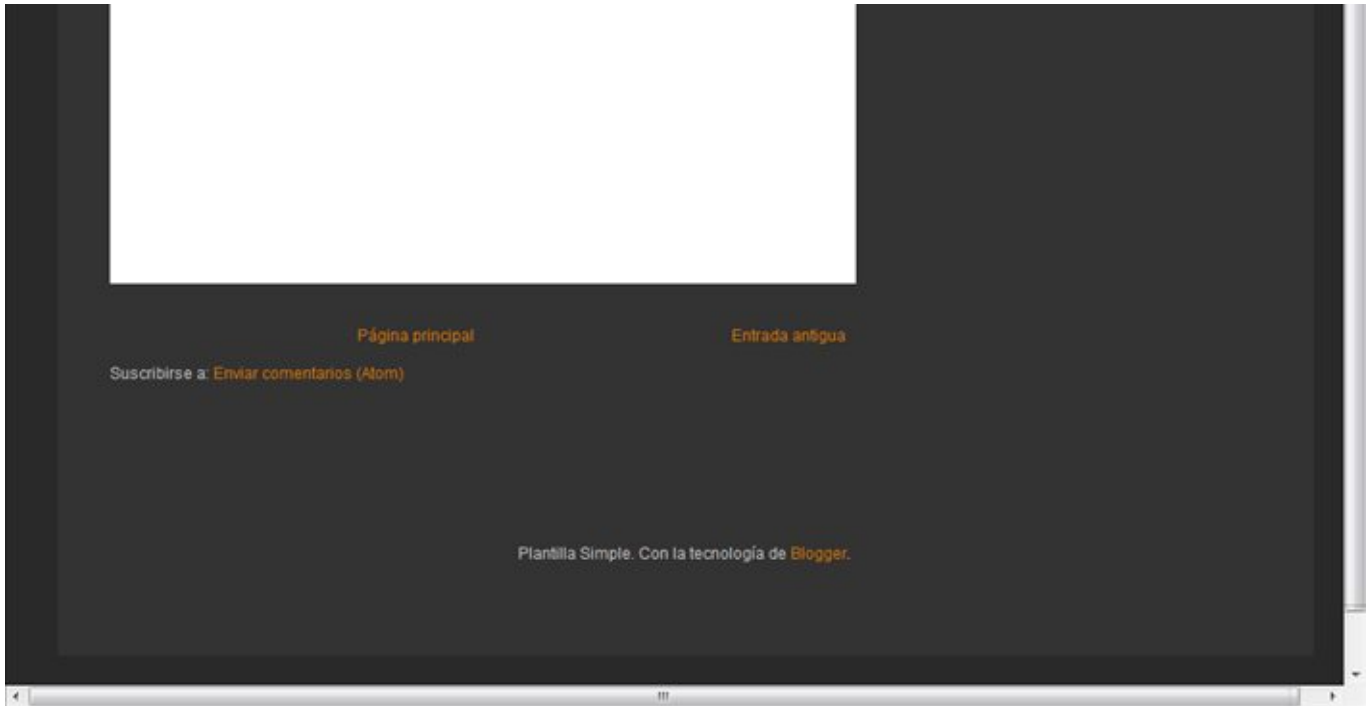 Página principal Entrada antigua
Suscribirse a: Enviar comentarios (Atom)
Plantilla Simple. Con la tecnología de Blogger.